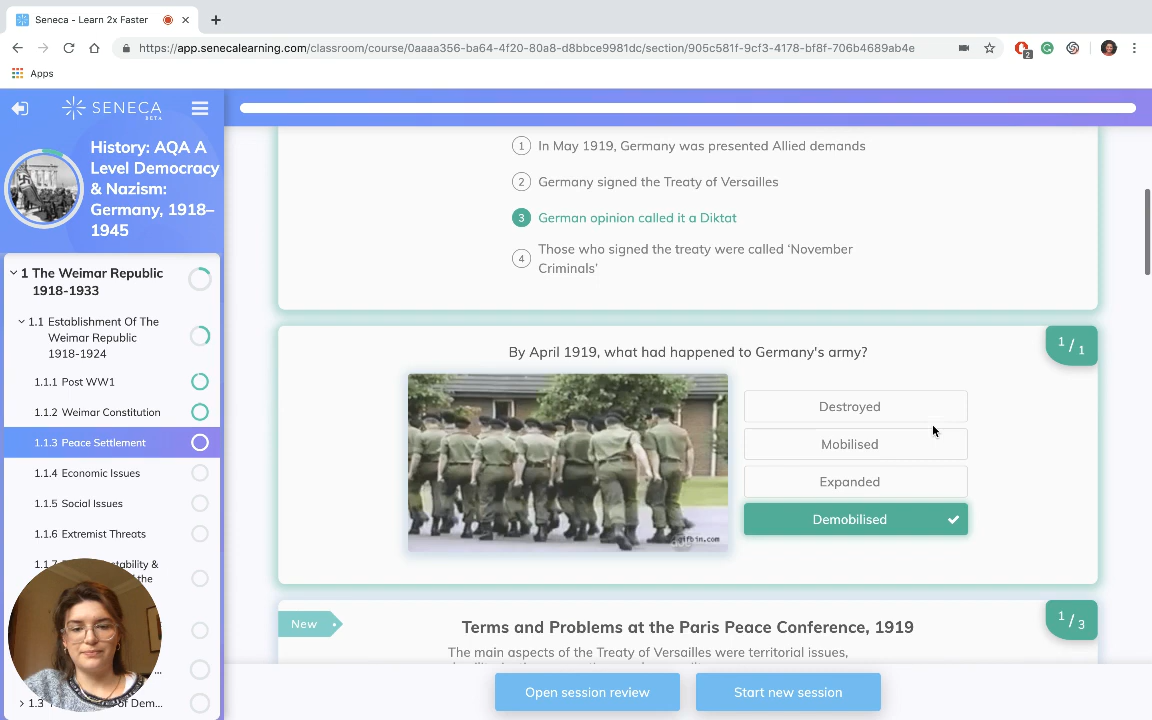 Seneca - Learn 2x Faster
https://app.senecalearning.com/classroom/course/0aaaa356-ba64-4f20-80a8-d8bbce9981dc/section/905c581f-9cf3-4178-bf8f-706b4689ab4e
2
Apps
SENECA
BETA
History: AQA A
Level Democracy
& Nazism:
Germany, 1918–
1945
1 The Weimar Republic
1918-1933
1.1 Establishment Of The
Weimar Republic
1918-1924
1.1.1 Post WW1
1.1.2 Weimar Constitution
1.1.3 Peace Settlement
1.1.4 Economic Issues
1.1.5 Social Issues
1.1.6 Extremist Threats
1.3
1 In May 1919, Germany was presented Allied demands
2 Germany signed the Treaty of Versailles
3 German opinion called it a Diktat
4 Those who signed the treaty were called ‘November
Criminals’
1 / 1
By April 1919, what had happened to Germany's army?
Destroyed
Mobilised
Expanded
Demobilised
gifbin.com
New
1 / 3
Terms and Problems at the Paris Peace Conference, 1919
The main aspects of the Treaty of Versailles were territorial issues,
Open session review
Start new session